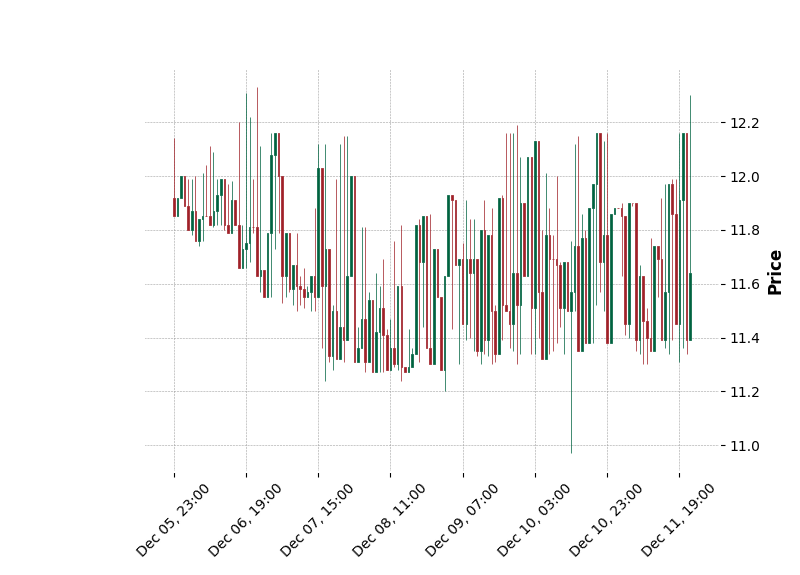 12.2
12.0
11.8
11.6
11.4
11.2
11.0
Price
Dec 05, 23:00
Dec 06, 19:00
Dec 07, 15:00
Dec 08, 11:00
Dec 09, 07:00
Dec 10, 03:00
Dec 10, 23:00
Dec 11, 19:00